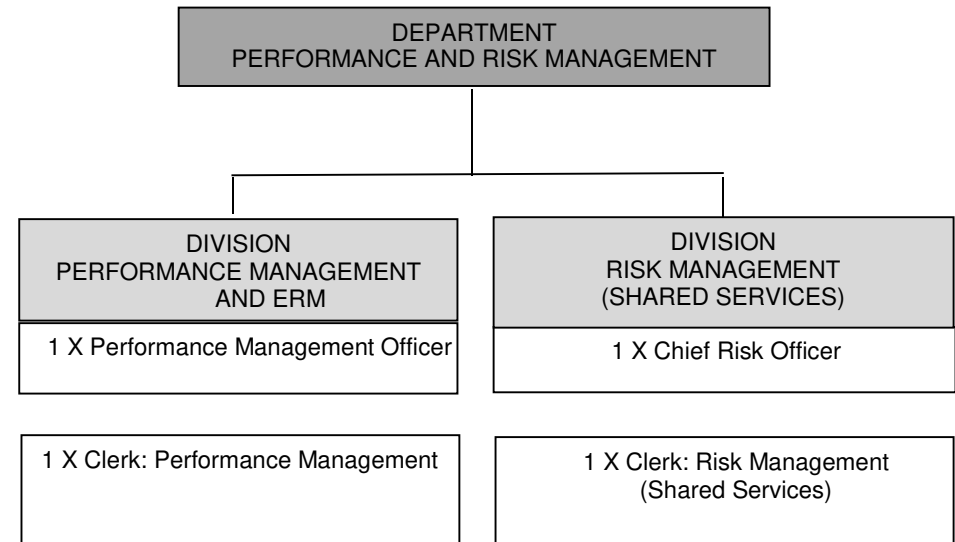 DEPARTMENT
PERFORMANCE AND RISK MANAGEMENT
DIVISION
PERFORMANCE MANAGEMENT
AND ERM
1 X Performance Management Officer
1 X Clerk: Performance Management
DIVISION
RISK MANAGEMENT
(SHARED SERVICES)
1 X Chief Risk Officer
1 X Clerk: Risk Management
(Shared Services)